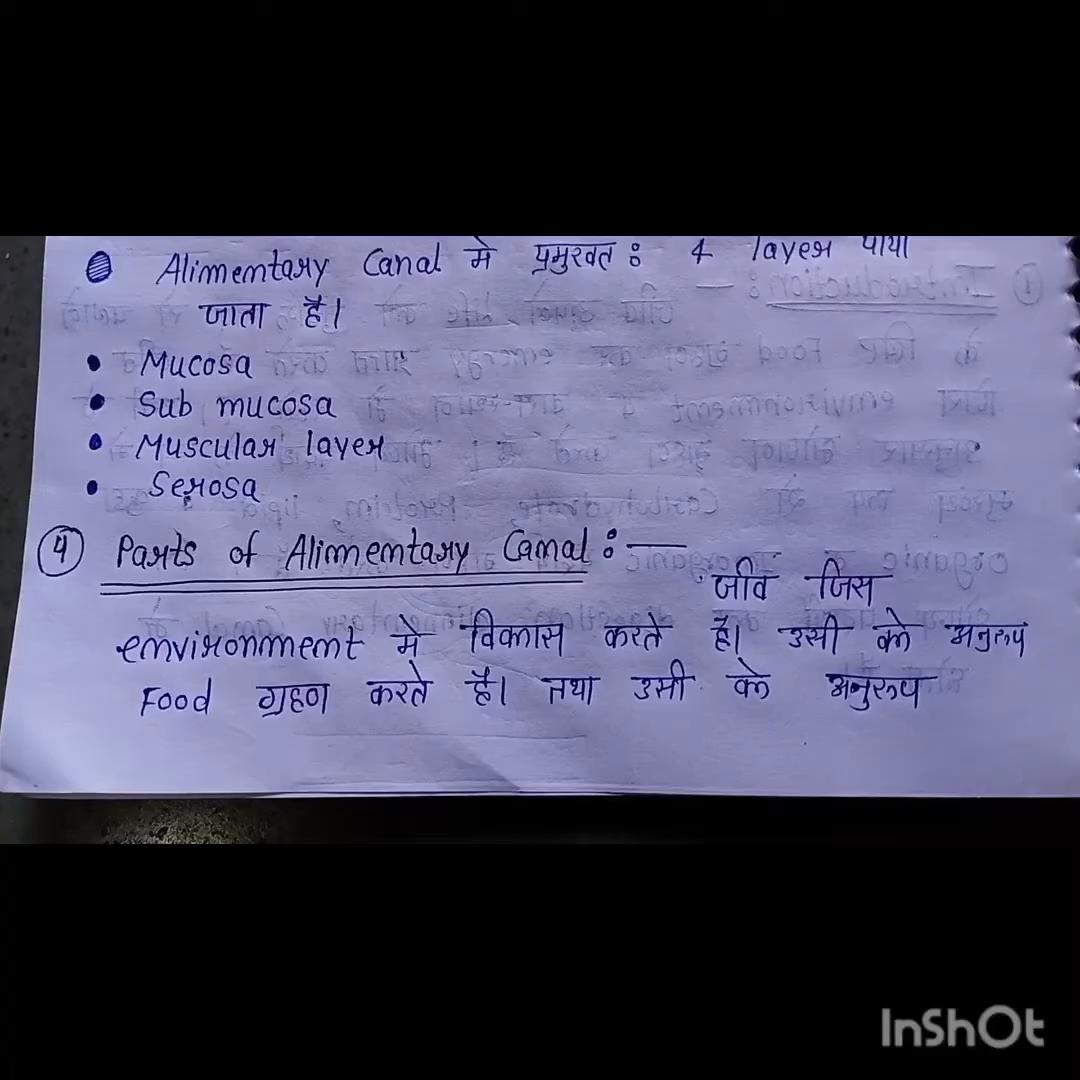 Alimentary Canal मे प्रमुखतः 4 layer पाया
जाता है।
• Mucosa
• Sub mucosa
• Muscular layer
• Serosa
④ Parts of Alimentary Canal :—
जीव जिस
environment मे विकास करते है। उसी के अनुरूप
Food ग्रहण करते है। तथा उसी के अनुरूप
InShOt